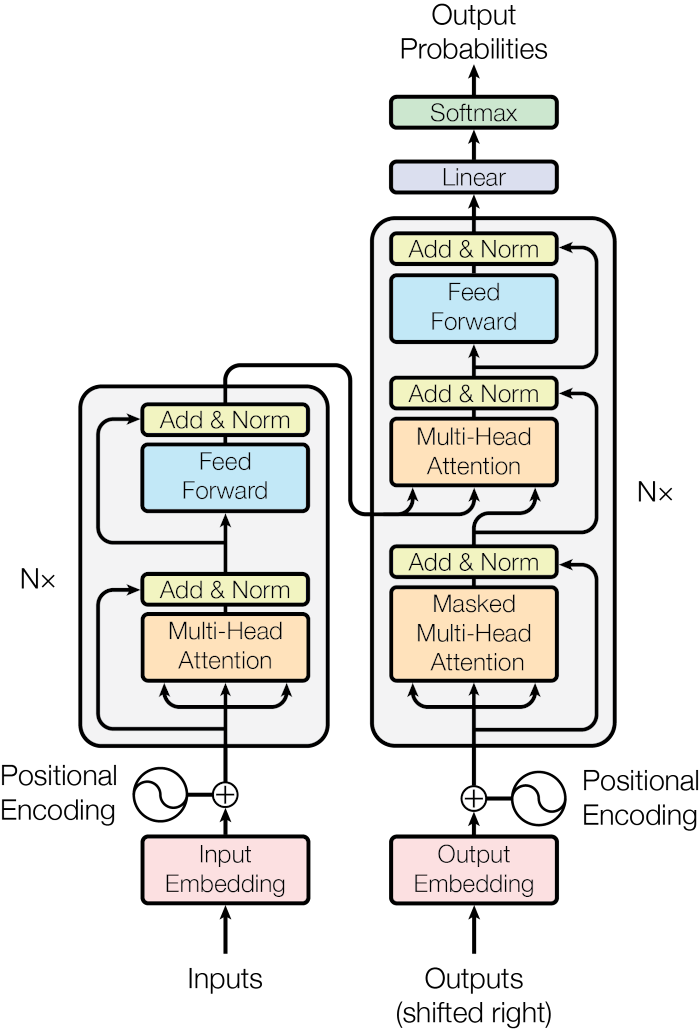 Output
Probabilities
Softmax
Linear
Add & Norm
Feed
Forward
Add & Norm
Multi-Head
Attention
Add & Norm
Masked
Multi-Head
Attention
N×
Add & Norm
Feed
Forward
Add & Norm
Multi-Head
Attention
N×
Positional
Encoding
Positional
Encoding
Input
Embedding
Output
Embedding
Inputs
Outputs
(shifted right)